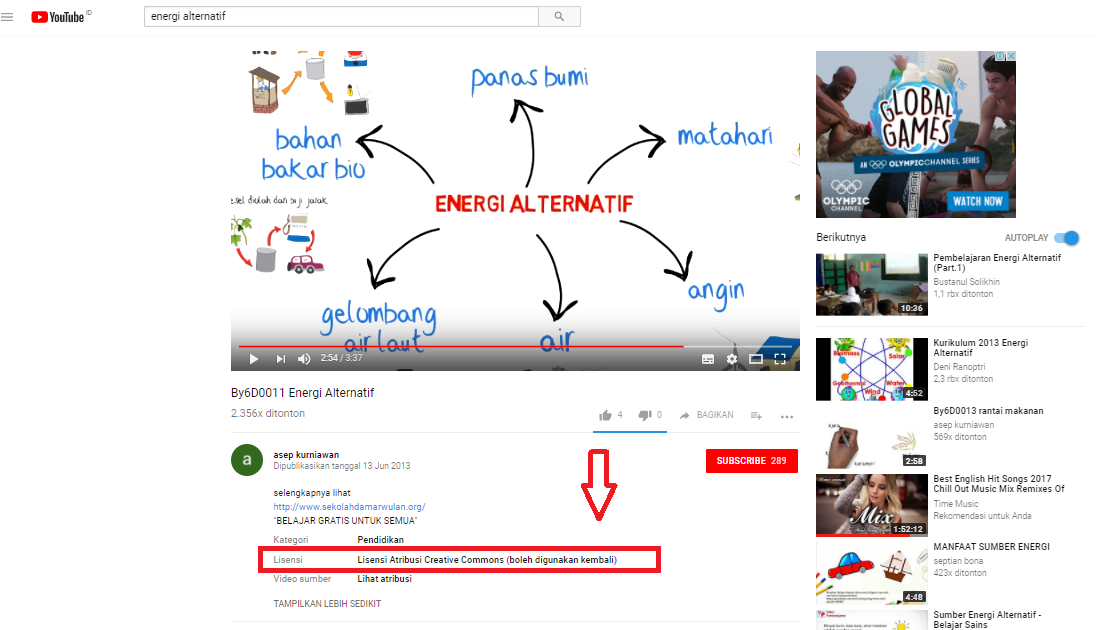 YouTube ID
energi alternatif
panas bumi
bahan
bakar bio
matahari
esel diolah dari biji jarak
ENERGI ALTERNATIF
gelombang
air laut
air
angin
2:54 / 3:37
By6D0011 Energi Alternatif
2.356x ditonton
4
0
BAGIKAN
a
asep kurniawan
Dipublikasikan tanggal 13 Jun 2013
SUBSCRIBE 289
selengkapnya lihat
http://www.sekolahdamarwulan.org/
"BELAJAR GRATIS UNTUK SEMUA"
Kategori Pendidikan
Lisensi Lisensi Atribusi Creative Commons (boleh digunakan kembali)
Video sumber Lihat atribusi
TAMPILKAN LEBIH SEDIKIT
GLOBAL
GAMES
AN OLYMPIC CHANNEL SERIES
OLYMPIC
CHANNEL
WATCH NOW
Berikutnya
AUTOPLAY
10:36
Pembelajaran Energi Alternatif
(Part.1)
Bustanul Solikhin
1,1 rbx ditonton
Biomass
Solar
Geothermal
Water
Wind
4:52
Kurikulum 2013 Energi
Alternatif
Deni Ranoptri
2,3 rbx ditonton
2:58
By6D0013 rantai makanan
asep kurniawan
569x ditonton
Mix
1:52:12
Best English Hit Songs 2017
Chill Out Music Mix Remixes Of
Time Music
Rekomendasi untuk Anda
4:48
MANFAAT SUMBER ENERGI
septian bona
423x ditonton
Sumber Energi Alternatif -
Belajar Sains